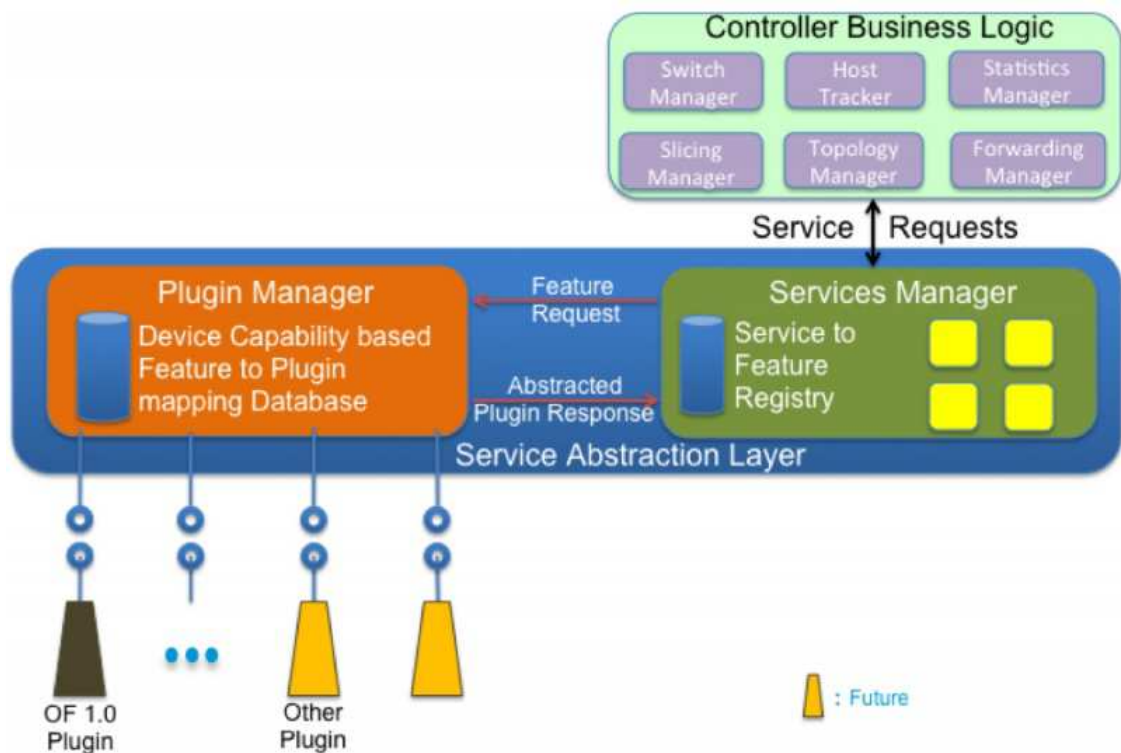 Controller Business Logic
Switch
Manager
Host
Tracker
Statistics
Manager
Slicing
Manager
Topology
Manager
Forwarding
Manager
Service Requests
Plugin Manager
Device Capability based
Feature to Plugin
mapping Database
Feature
Request
Abstracted
Plugin Response
Services Manager
Service to
Feature
Registry
Service Abstraction Layer
OF 1.0
Plugin
Other
Plugin
: Future